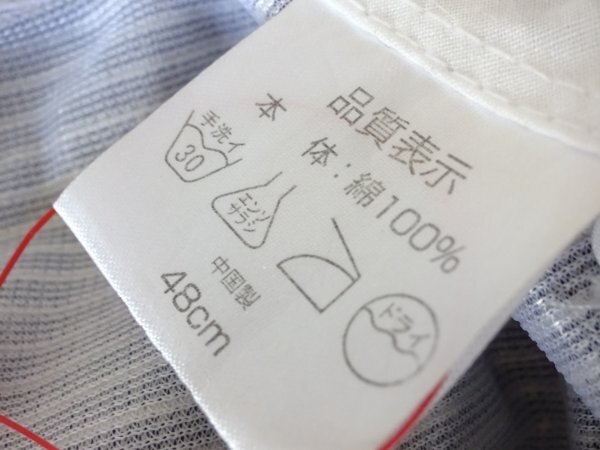 品質表示
本 体:綿100%
手洗イ
30
エンソ
サラシ
ドライ
中国製
48cm